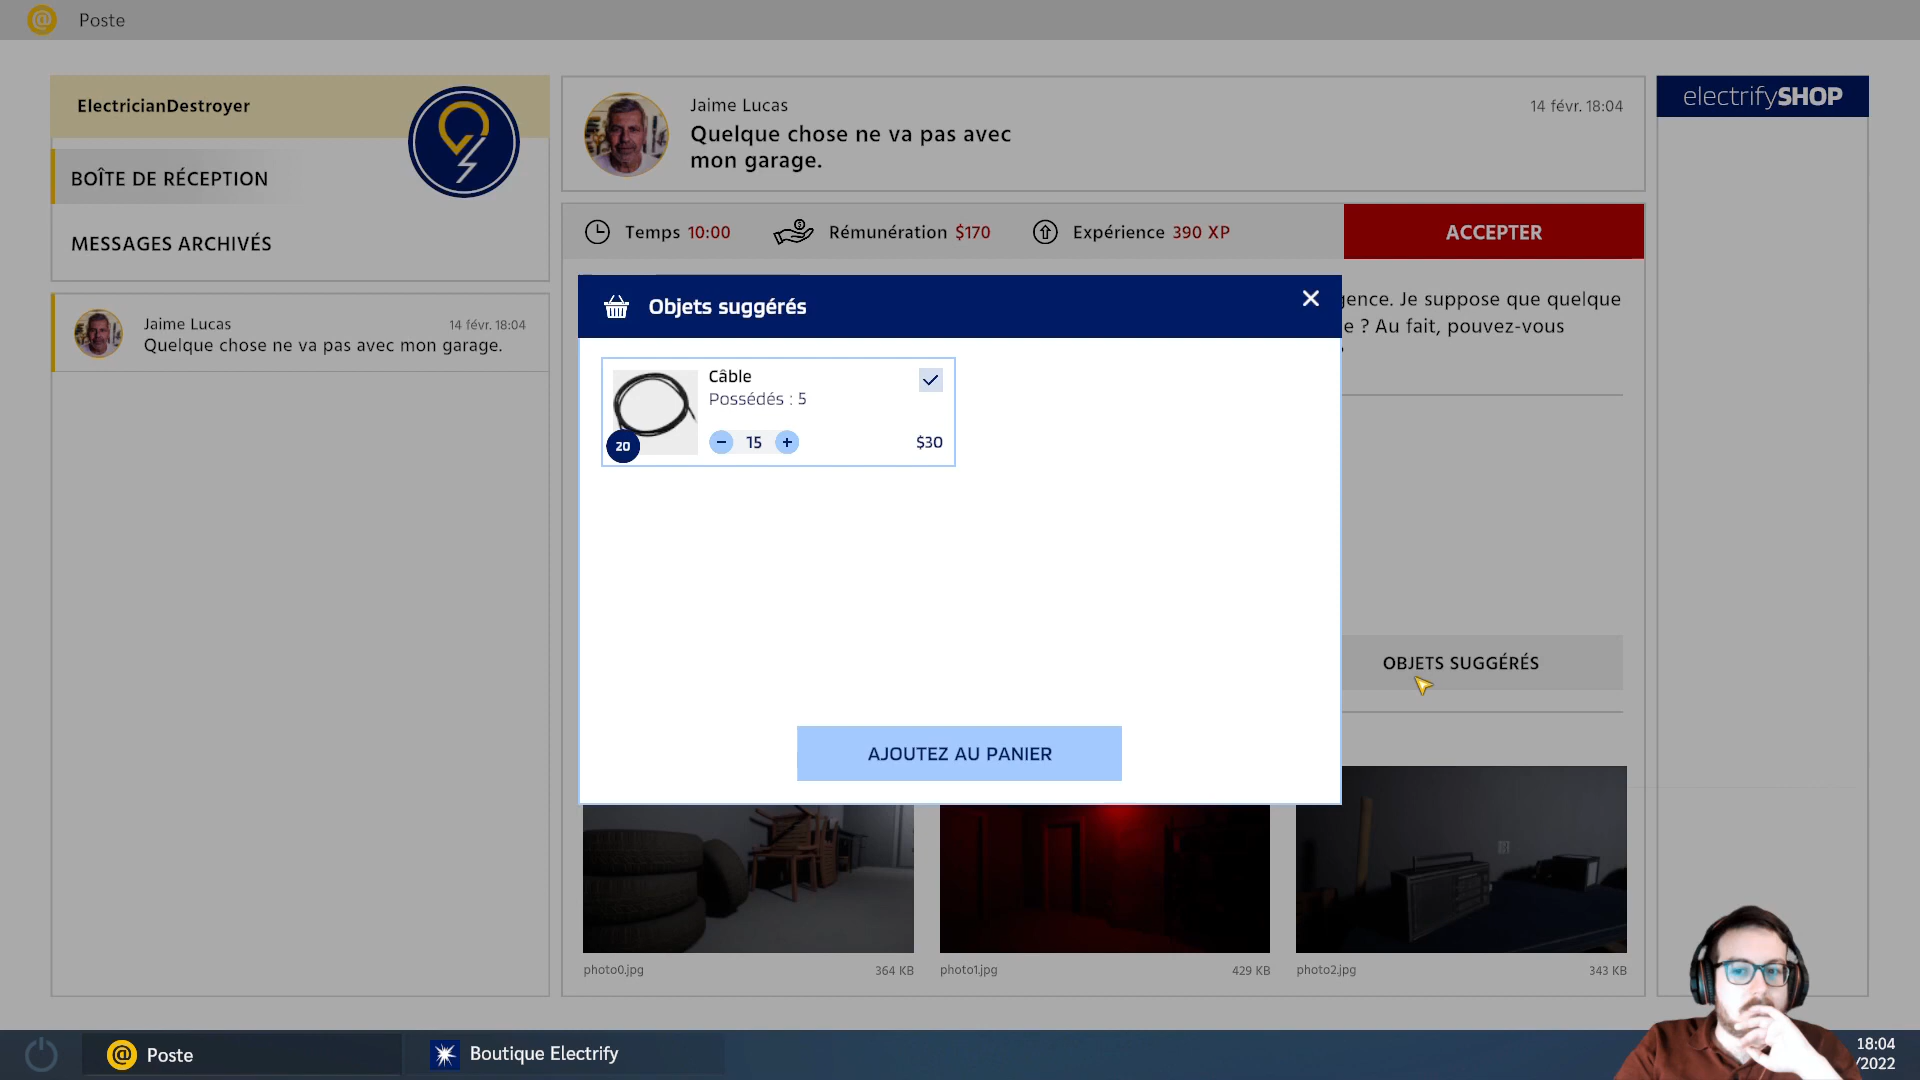 Poste
ElectricianDestroyer
BOÎTE DE RÉCEPTION
MESSAGES ARCHIVÉS
Jaime Lucas
14 févr. 18:04
Quelque chose ne va pas avec mon garage.
Jaime Lucas
14 févr. 18:04
Quelque chose ne va pas avec
mon garage.
Temps 10:00
Rémunération $170
Expérience 390 XP
ACCEPTER
gence. Je suppose que quelque
e ? Au fait, pouvez-vous
Objets suggérés
Câble
Possédés : 5
20
15
$30
AJOUTEZ AU PANIER
OBJETS SUGGÉRÉS
photo0.jpg
364 KB
photo1.jpg
429 KB
photo2.jpg
343 KB
electrifySHOP
Poste
Boutique Electrify
18:04
/2022